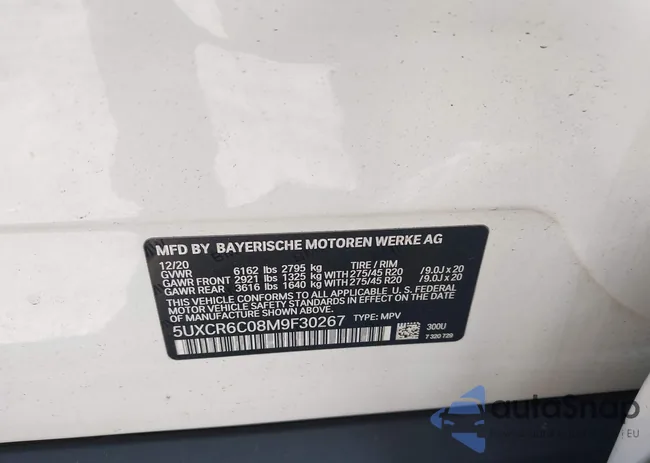 MFD BY BAYERISCHE MOTOREN WERKE AG
12/20 TIRE / RIM
GVWR 6162 lbs 2795 kg
GAWR FRONT 2921 lbs 1325 kg WITH 275/45 R20 /9.0J x 20
GAWR REAR 3616 lbs 1640 kg WITH 275/45 R20 /9.0J x 20
THIS VEHICLE CONFORMS TO ALL APPLICABLE U.S. FEDERAL
MOTOR VEHICLE SAFETY STANDARDS IN EFFECT ON THE DATE OF
MANUFACTURE SHOWN ABOVE.
5UXCR6C08M9F30267 TYPE: MPV 300U
7 320 729
autoSnap
EU